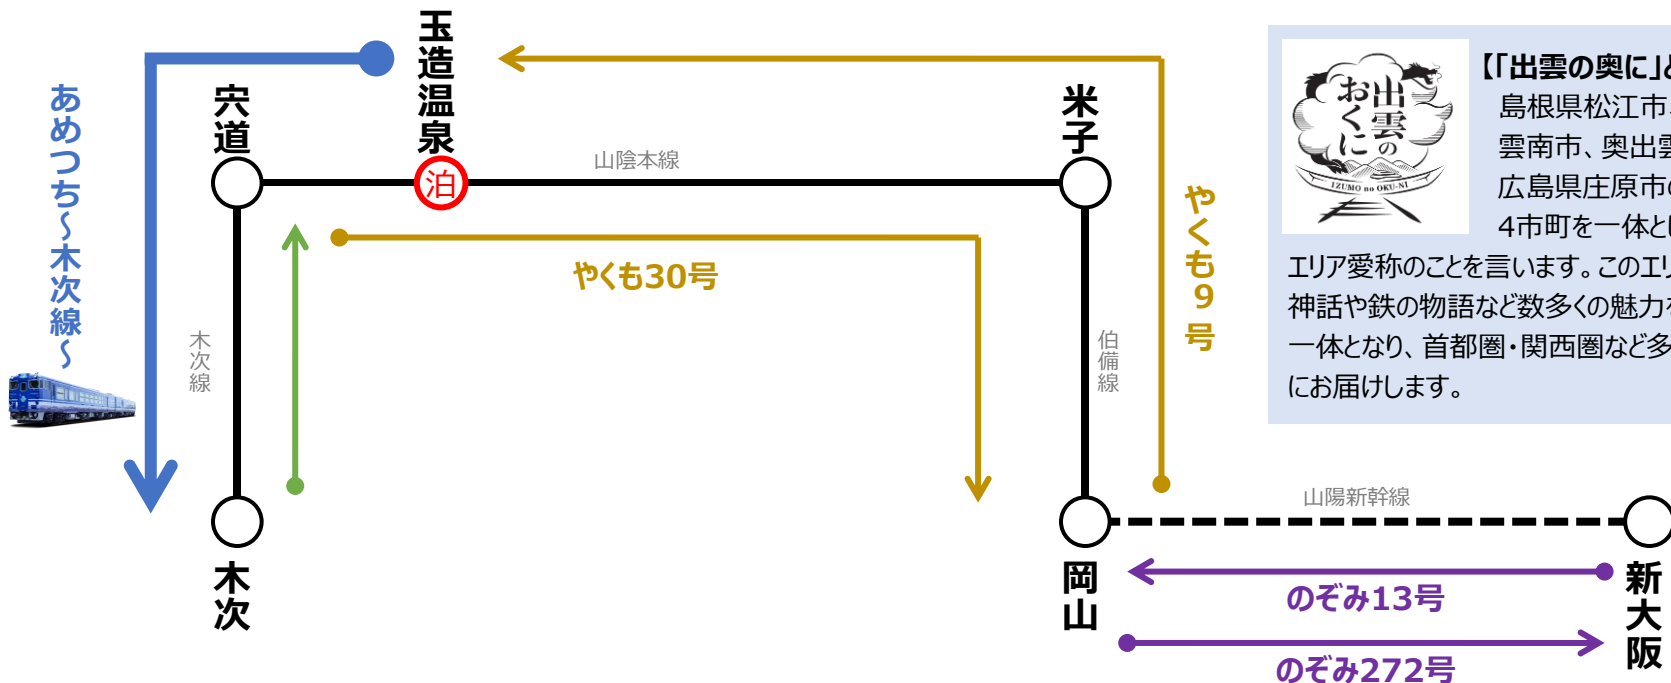 玉造温泉
宍道
米子
泊
山陰本線
あめつち～木次線～
やくも30号
やくも9号
木次線
伯備線
木次
岡山
山陽新幹線
新大阪
のぞみ13号
のぞみ272号
出雲の
おくに
IZUMO no OKU-NI
【「出雲の奥に」
島根県松江市
雲南市、奥出雲
広島県庄原市の
4市町を一体とし
エリア愛称のことを言います。このエリ
神話や鉄の物語など数多くの魅力を
一体となり、首都圏・関西圏など多
にお届けします。